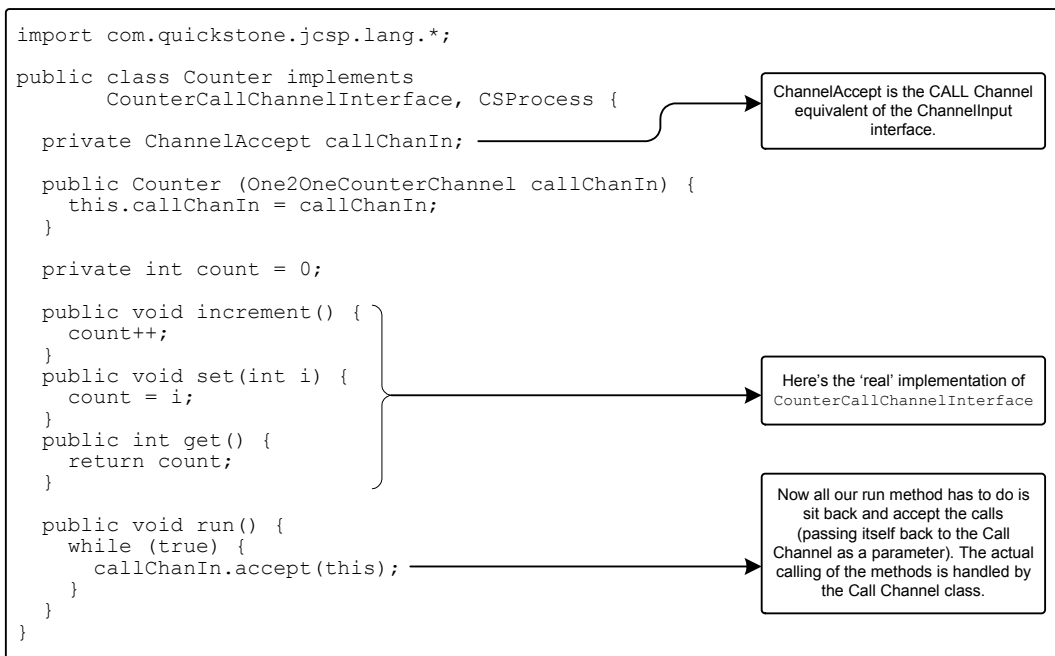 import com.quickstone.jcsp.lang.*;
public class Counter implements
CounterCallChannelInterface, CSProcess {
private ChannelAccept callChanIn;
public Counter (One2OneCounterChannel callChanIn) {
this.callChanIn = callChanIn;
}
private int count = 0;
public void increment() {
count++;
}
public void set(int i) {
count = i;
}
public int get() {
return count;
}
public void run() {
while (true) {
callChanIn.accept(this);
}
}
}
ChannelAccept is the CALL Channel
equivalent of the ChannelInput
interface.
Here’s the ‘real’ implementation of
CounterCallChannelInterface
Now all our run method has to do is
sit back and accept the calls
(passing itself back to the Call
Channel as a parameter). The actual
calling of the methods is handled by
the Call Channel class.